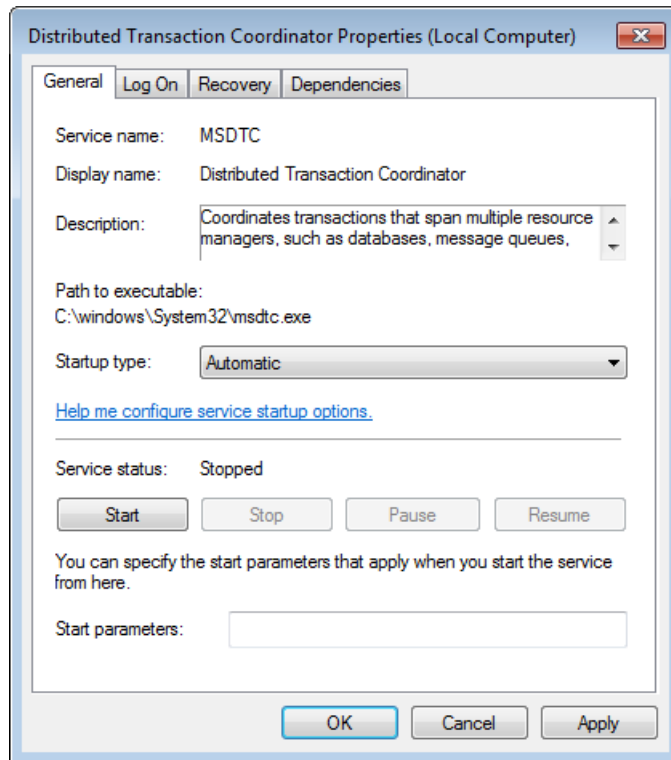 Distributed Transaction Coordinator Properties (Local Computer)
General Log On Recovery Dependencies
Service name: MSDTC
Display name: Distributed Transaction Coordinator
Description: Coordinates transactions that span multiple resource
managers, such as databases, message queues,
Path to executable:
C:\windows\System32\msdtc.exe
Startup type: Automatic
Help me configure service startup options.
Service status: Stopped
Start Stop Pause Resume
You can specify the start parameters that apply when you start the service
from here.
Start parameters:
OK Cancel Apply